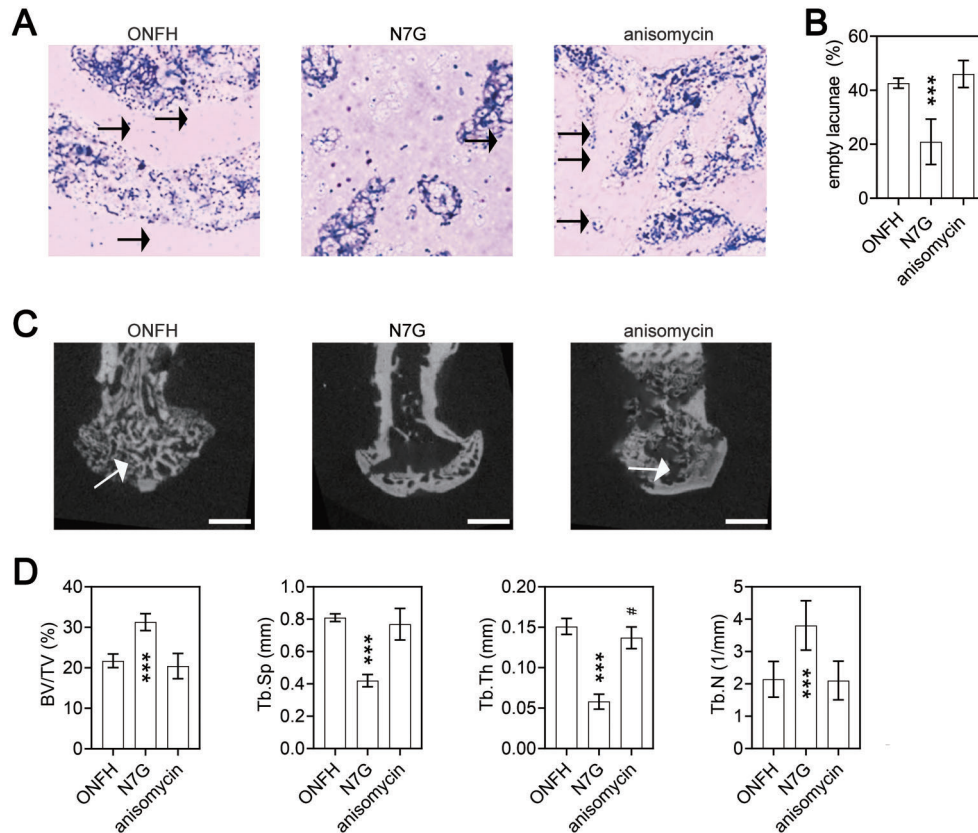 A
ONFH
N7G
anisomycin
B
empty lacunae (%)
60
40
20
0
***
ONFH
N7G
anisomycin
C
ONFH
N7G
anisomycin
D
BV/TV (%)
40
30
20
10
0
***
ONFH
N7G
anisomycin
Tb.Sp (mm)
1.0
0.8
0.6
0.4
0.2
0.0
***
ONFH
N7G
anisomycin
Tb.Th (mm)
0.20
0.15
0.10
0.05
0.00
***
#
ONFH
N7G
anisomycin
Tb.N (1/mm)
5
4
3
2
1
0
***
ONFH
N7G
anisomycin